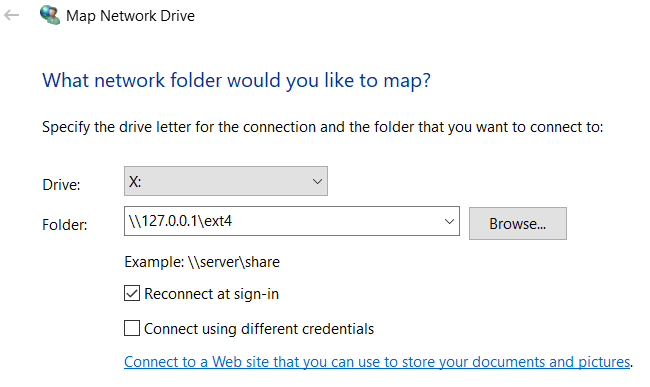 Map Network Drive
What network folder would you like to map?
Specify the drive letter for the connection and the folder that you want to connect to:
Drive: X:
Folder: \\127.0.0.1\ext4 Browse...
Example: \\server\share
Reconnect at sign-in
Connect using different credentials
Connect to a Web site that you can use to store your documents and pictures.